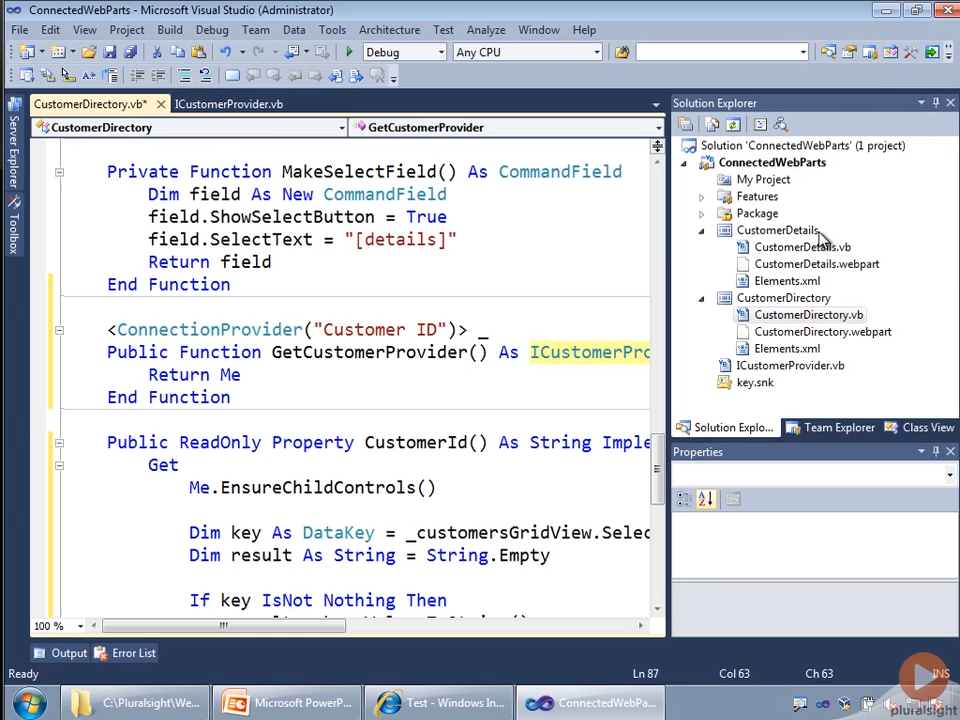 ConnectedWebParts - Microsoft Visual Studio (Administrator)
File Edit View Project Build Debug Team Data Tools Architecture Test Analyze Window Help
Debug Any CPU
CustomerDirectory.vb* ICustomerProvider.vb
CustomerDirectory GetCustomerProvider
Server Explorer
Toolbox
Private Function MakeSelectField() As CommandField
Dim field As New CommandField
field.ShowSelectButton = True
field.SelectText = "[details]"
Return field
End Function
<ConnectionProvider("Customer ID")> _
Public Function GetCustomerProvider() As ICustomerPro
Return Me
End Function
Public ReadOnly Property CustomerId() As String Imple
Get
Me.EnsureChildControls()
Dim key As DataKey = _customersGridView.Selec
Dim result As String = String.Empty
If key IsNot Nothing Then
100 %
Output Error List
Solution Explorer
Solution 'ConnectedWebParts' (1 project)
ConnectedWebParts
My Project
Features
Package
CustomerDetails
CustomerDetails.vb
CustomerDetails.webpart
Elements.xml
CustomerDirectory
CustomerDirectory.vb
CustomerDirectory.webpart
Elements.xml
ICustomerProvider.vb
key.snk
Solution Explo... Team Explorer Class View
Properties
Ready Ln 87 Col 63 Ch 63 INS
C:\Pluralsight\We... Microsoft PowerP... Test - Windows In... ConnectedWebPa...
pluralsight